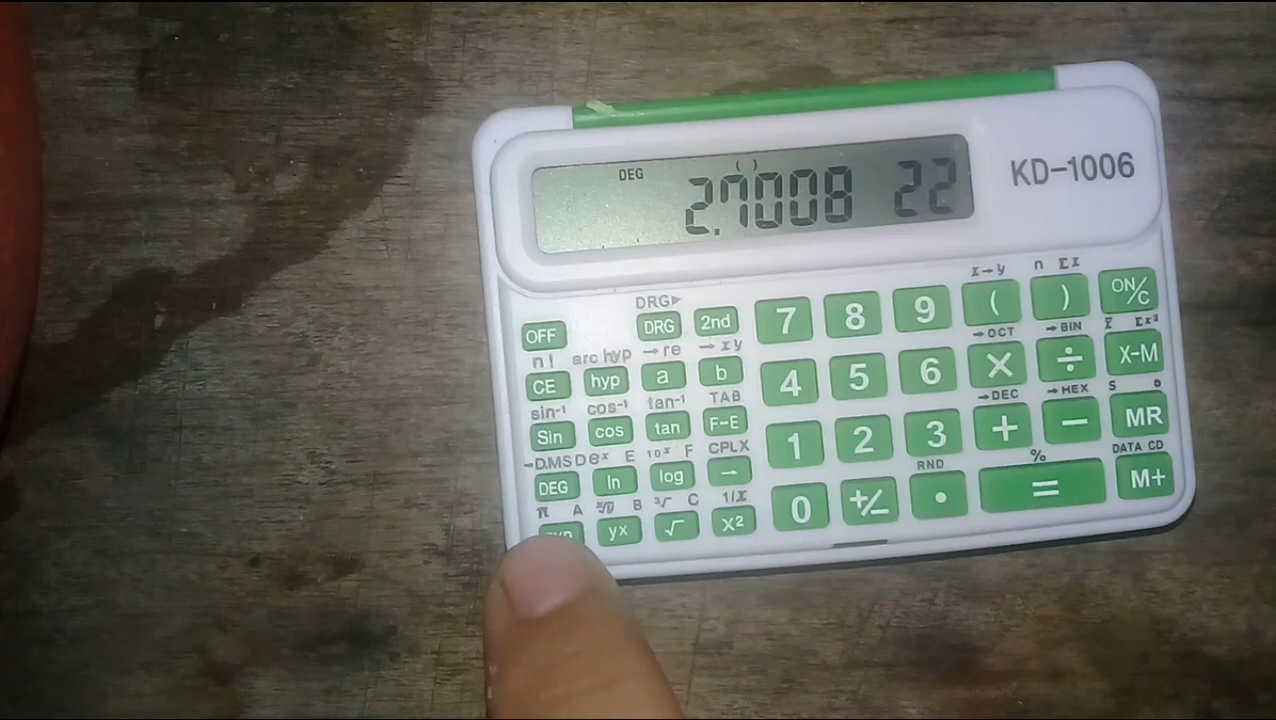 DEG ( )
2.7008 22
KD-1006
DRG▸ x→y n Σx
OFF DRG 2nd 7 8 9 ( ) ON/C
n! arc hyp →re →xy →OCT →BIN x̅ Σx²
CE hyp a b 4 5 6 × ÷ X-M
sin⁻¹ cos⁻¹ tan⁻¹ TAB →DEC →HEX S σ
Sin cos tan F-E 1 2 3 + − MR
→D.MS D eˣ E 10ˣ F CPLX RND % DATA CD
DEG ln log → 0 +/− • = M+
π A ˣ√y B ³√ C 1/x
yx √ X²